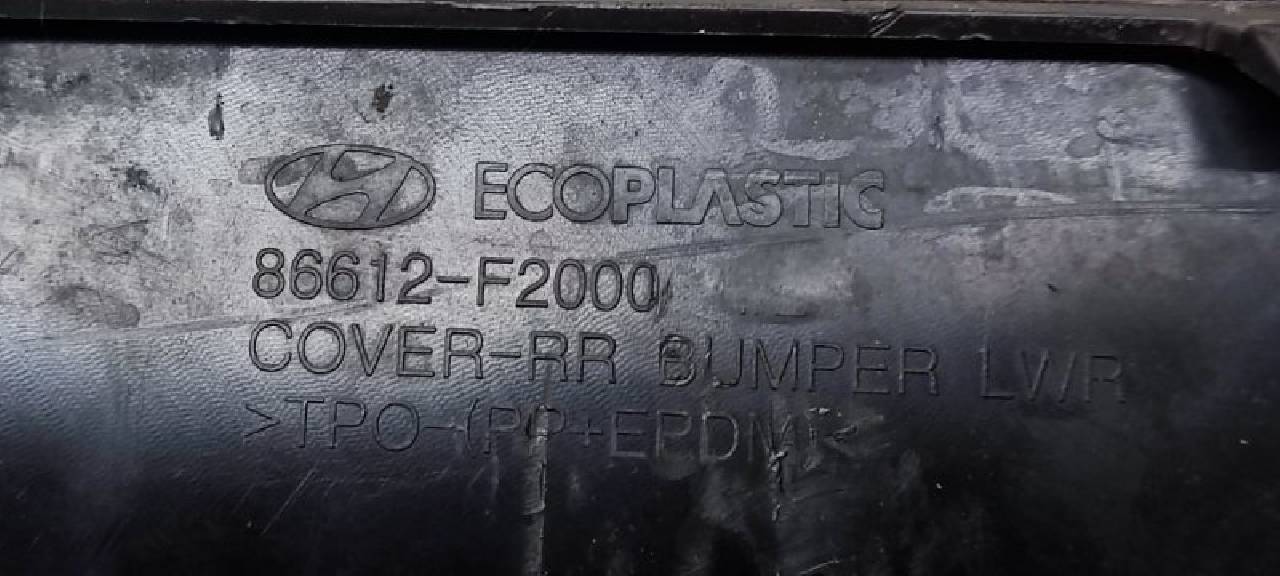 ECOPLASTIC
86612-F2000
COVER-RR BUMPER LWR
>TPO-(PP+EPDM)<